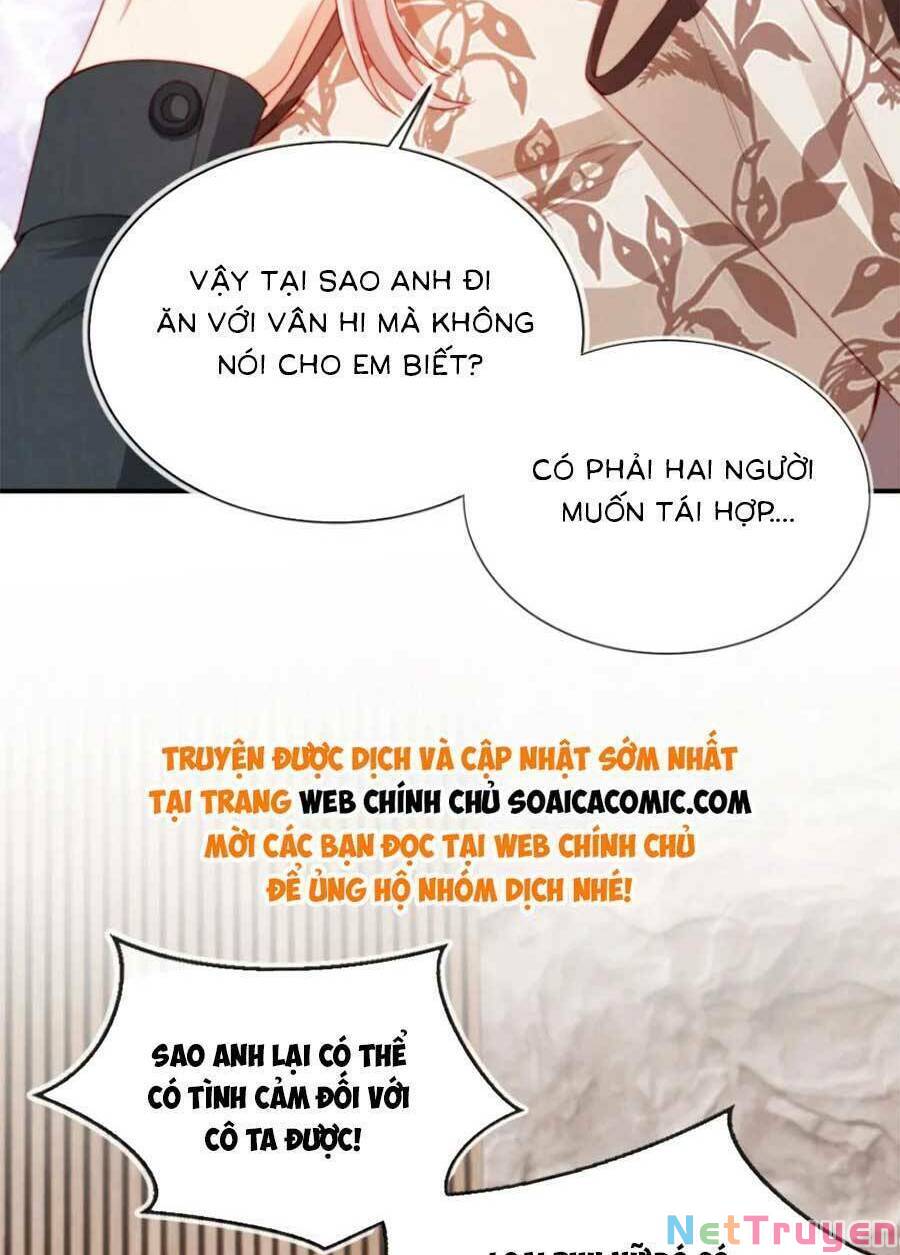 VẬY TẠI SAO ANH ĐI
ĂN VỚI VÂN HI MÀ KHÔNG
NÓI CHO EM BIẾT?
CÓ PHẢI HAI NGƯỜI
MUỐN TÁI HỢP....
TRUYỆN ĐƯỢC DỊCH VÀ CẬP NHẬT SỚM NHẤT
TẠI TRANG WEB CHÍNH CHỦ SOAICACOMIC.COM
MỜI CÁC BẠN ĐỌC TẠI WEB CHÍNH CHỦ
ĐỂ ỦNG HỘ NHÓM DỊCH NHÉ!
SAO ANH LẠI CÓ THỂ
CÓ TÌNH CẢM ĐỐI VỚI
CÔ TA ĐƯỢC!
NetTruyen